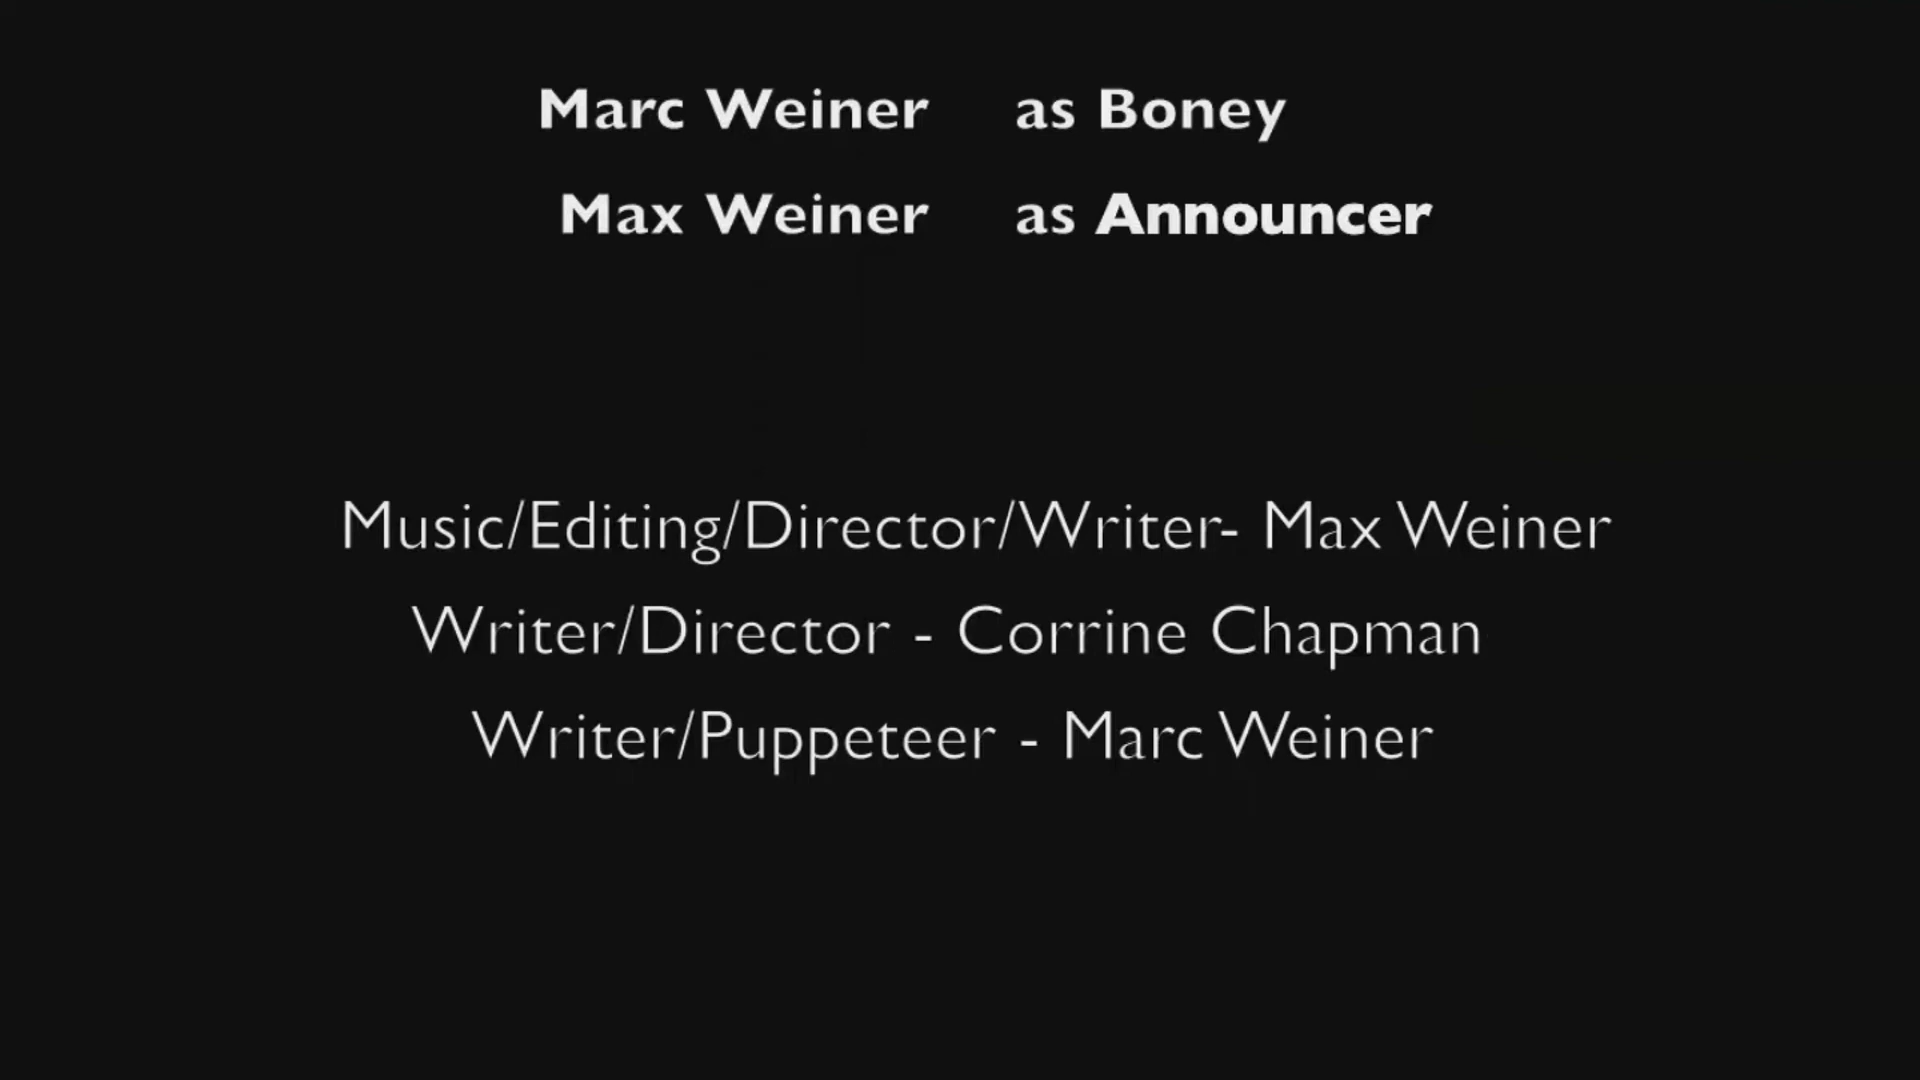 Marc Weiner as Boney
Max Weiner as Announcer
Music/Editing/Director/Writer- Max Weiner
Writer/Director - Corrine Chapman
Writer/Puppeteer - Marc Weiner